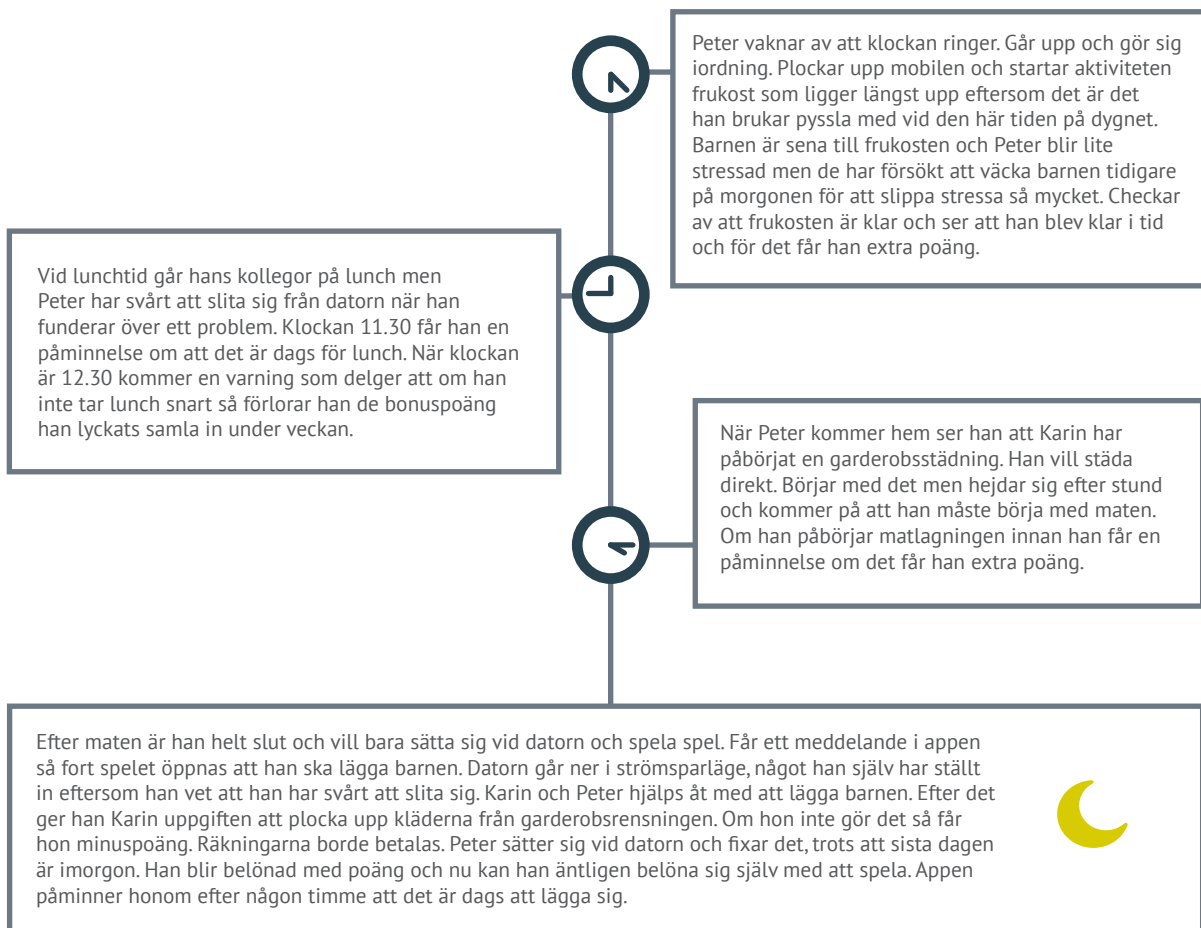 Peter vaknar av att klockan ringer. Går upp och gör sig
iordning. Plockar upp mobilen och startar aktiviteten
frukost som ligger längst upp eftersom det är det
han brukar pyssla med vid den här tiden på dygnet.
Barnen är sena till frukosten och Peter blir lite
stressad men de har försökt att väcka barnen tidigare
på morgonen för att slippa stressa så mycket. Checkar
av att frukosten är klar och ser att han blev klar i tid
och för det får han extra poäng.
Vid lunchtid går hans kollegor på lunch men
Peter har svårt att slita sig från datorn när han
funderar över ett problem. Klockan 11.30 får han en
påminnelse om att det är dags för lunch. När klockan
är 12.30 kommer en varning som delger att om han
inte tar lunch snart så förlorar han de bonuspoäng
han lyckats samla in under veckan.
När Peter kommer hem ser han att Karin har
påbörjat en garderobsstädning. Han vill städa
direkt. Börjar med det men hejdar sig efter stund
och kommer på att han måste börja med maten.
Om han påbörjar matlagningen innan han får en
påminnelse om det får han extra poäng.
Efter maten är han helt slut och vill bara sätta sig vid datorn och spela spel. Får ett meddelande i appen
så fort spelet öppnas att han ska lägga barnen. Datorn går ner i strömsparläge, något han själv har ställt
in eftersom han vet att han har svårt att slita sig. Karin och Peter hjälps åt med att lägga barnen. Efter det
ger han Karin uppgiften att plocka upp kläderna från garderobsrensningen. Om hon inte gör det så får
hon minuspoäng. Räkningarna borde betalas. Peter sätter sig vid datorn och fixar det, trots att sista dagen
är imorgon. Han blir belönad med poäng och nu kan han äntligen belöna sig själv med att spela. Appen
påminner honom efter någon timme att det är dags att lägga sig.